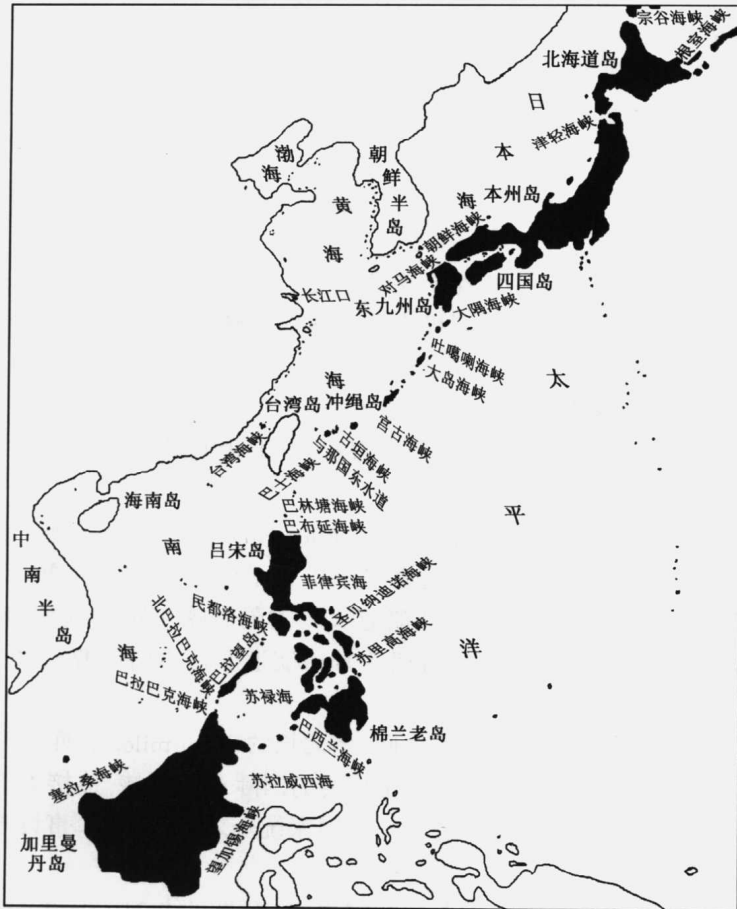 宗谷海峡
根室海峡
北海道岛
日本海
津轻海峡
渤海
朝鲜半岛
黄海
本州岛
朝鲜海峡
对马海峡
四国岛
长江口
东海
九州岛
大隅海峡
吐噶喇海峡
大岛海峡
太平洋
台湾岛
冲绳岛
宫古海峡
台湾海峡
古垣海峡
与那国东水道
巴士海峡
巴林塘海峡
巴布延海峡
海南岛
中南半岛
南海
吕宋岛
菲律宾海
圣贝纳迪诺海峡
民都洛海峡
苏里高海峡
北巴拉巴克海峡
巴拉望岛
巴拉巴克海峡
苏禄海
棉兰老岛
巴西兰海峡
塞拉桑海峡
苏拉威西海
望加锡海峡
加里曼
丹岛